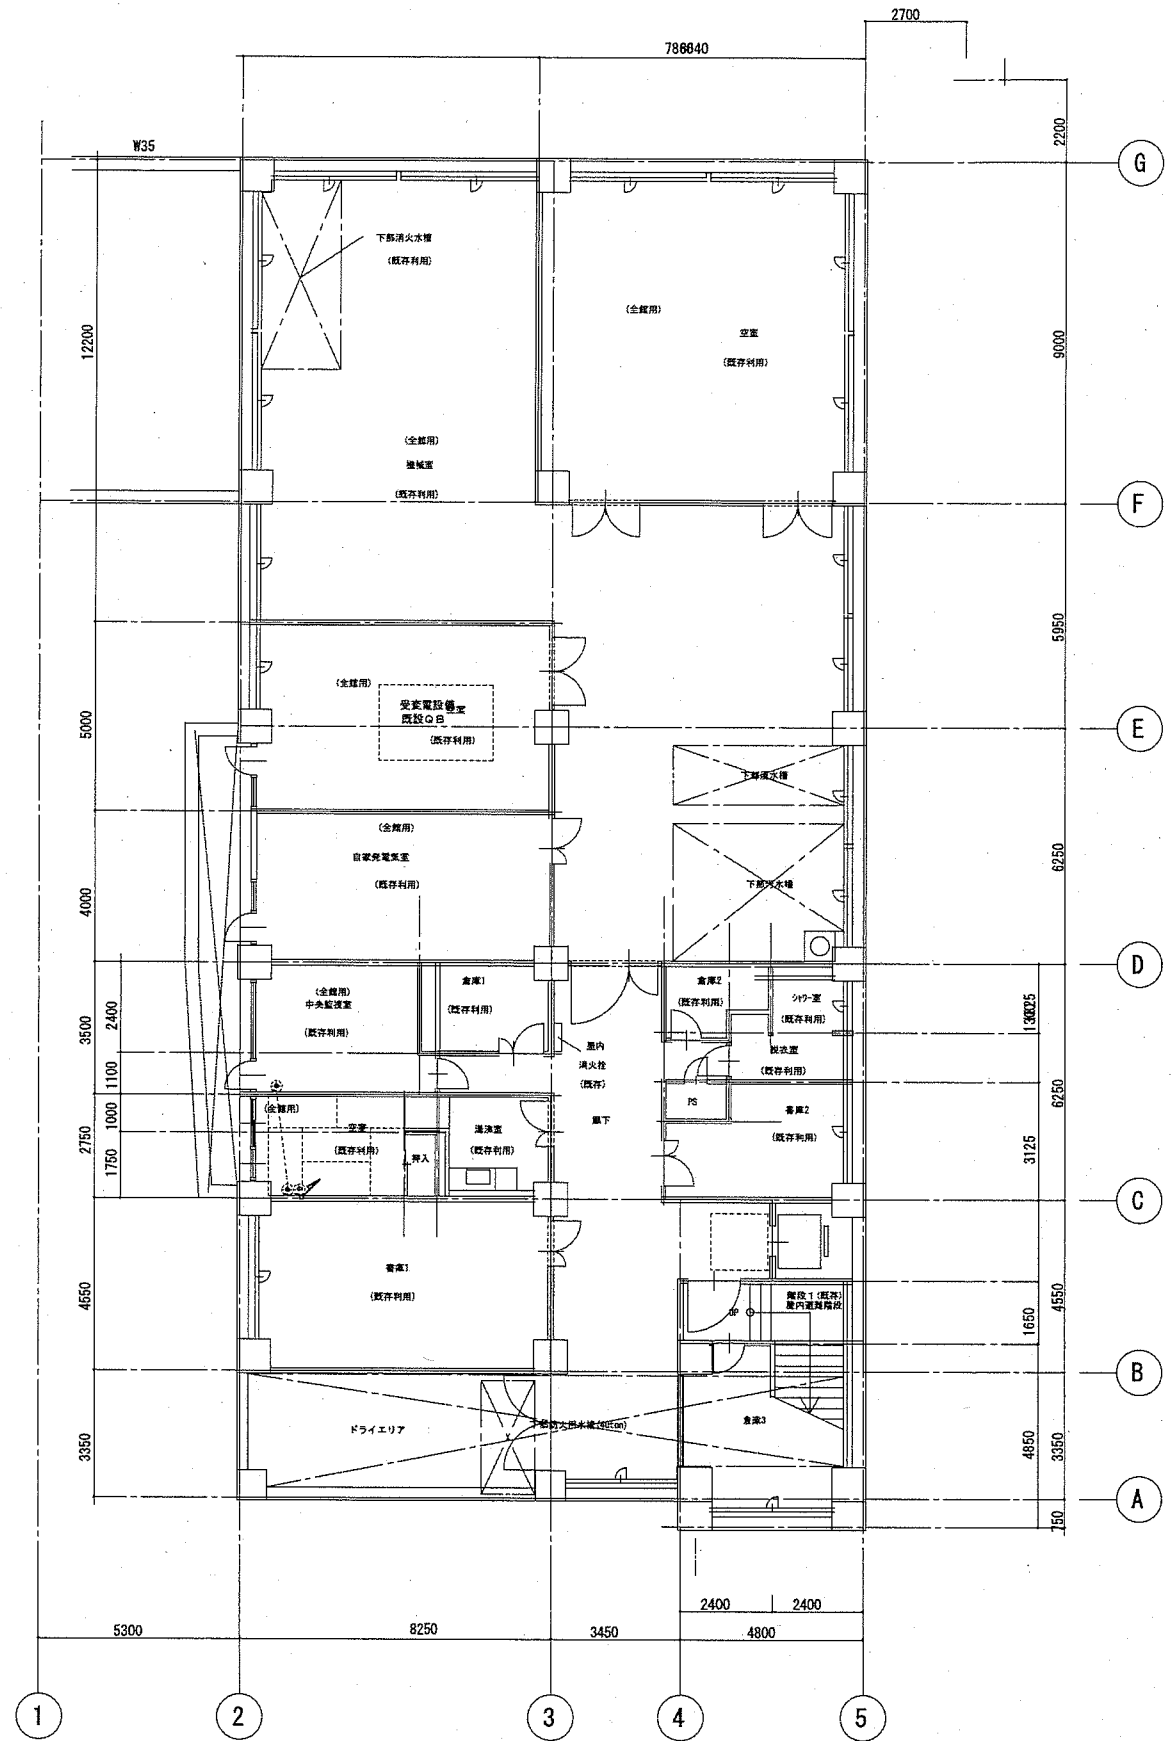 2700
2200
W35
G
下部消火水槽
(既存利用)
(全館用)
空室
(既存利用)
12200
9000
(全館用)
機械室
(既存利用)
F
5950
(全館用)
受変電設備
既設QB
(既存利用)
5000
E
下部湧水槽
(全館用)
自家発電気室
(既存利用)
4000
下部汚水槽
6250
D
(全館用)
中央監視室
(既存利用)
倉庫1
(既存利用)
倉庫2
(既存利用)
シャワー室
(既存利用)
3500
2400
屋内
消火栓
(既存)
脱衣室
(既存利用)
1100
6250
(全館用)
空室
(既存利用)
押入
湯沸室
(既存利用)
廊下
PS
書庫2
(既存利用)
2750
1000
1750
3125
C
書庫1
(既存利用)
4550
階段1(既存)
屋内避難階段
UP
1650
4550
B
ドライエリア
倉庫3
3350
4850
3350
A
750
2400
2400
5300
8250
3450
4800
1
2
3
4
5